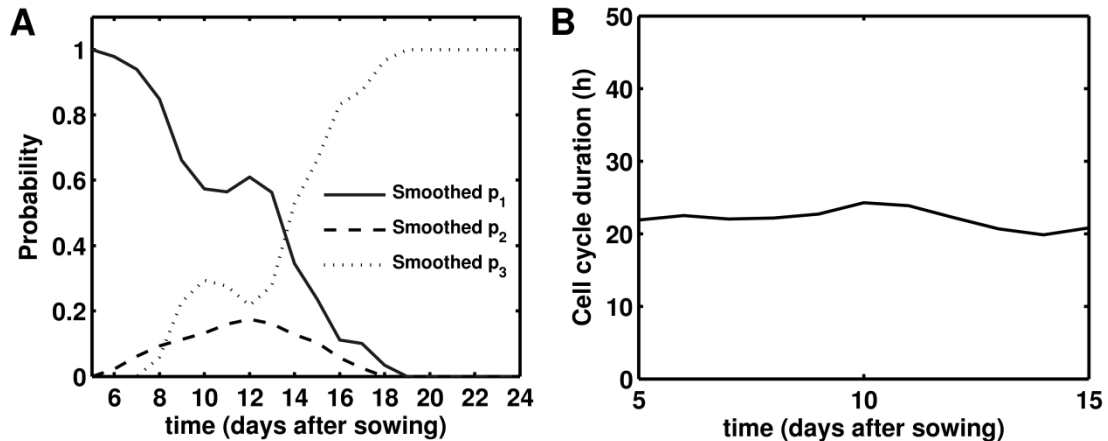 A
1
0.8
0.6
0.4
0.2
0
Probability
Smoothed p1
Smoothed p2
Smoothed p3
6 8 10 12 14 16 18 20 22 24
time (days after sowing)
B
50
40
30
20
10
0
Cell cycle duration (h)
5 10 15
time (days after sowing)